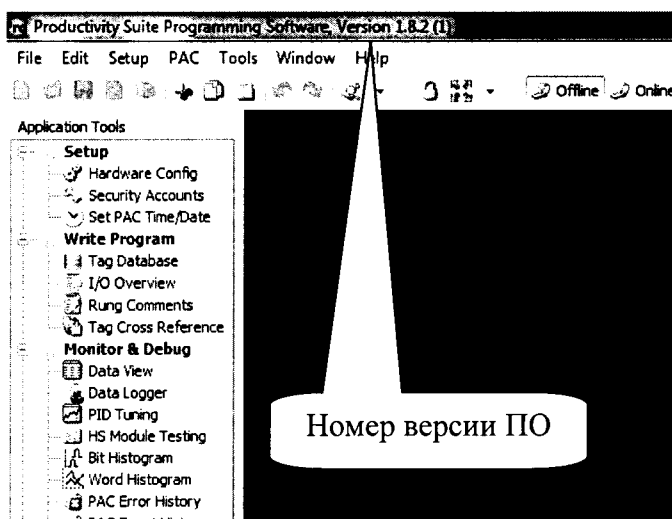 Productivity Suite Programming Software, Version 1.8.2 (1)
File Edit Setup PAC Tools Window Help
Offline Online
Application Tools
Setup
Hardware Config
Security Accounts
Set PAC Time/Date
Write Program
Tag Database
I/O Overview
Rung Comments
Tag Cross Reference
Monitor & Debug
Data View
Data Logger
PID Tuning
HS Module Testing
Bit Histogram
Word Histogram
PAC Error History
Номер версии ПО